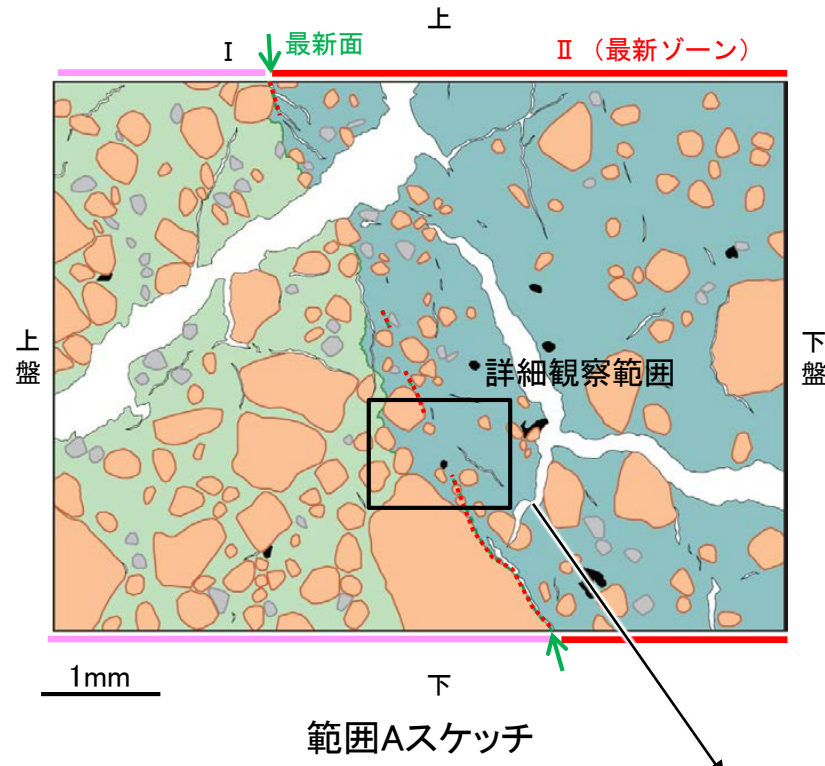 上
最新面
Ⅰ
Ⅱ（最新ゾーン）
上盤
下盤
詳細観察範囲
1mm
下
範囲Aスケッチ